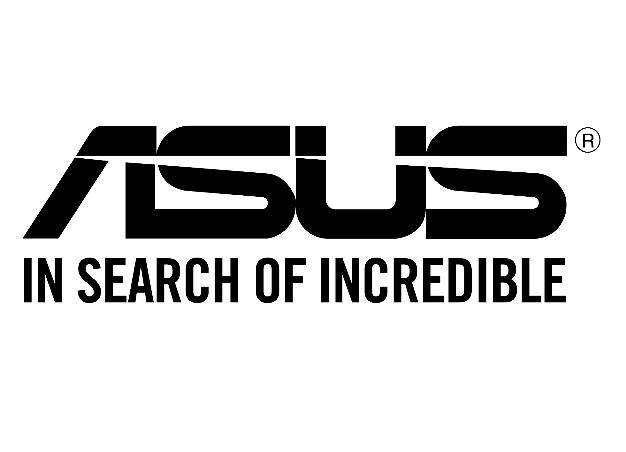 ASUS®
IN SEARCH OF INCREDIBLE